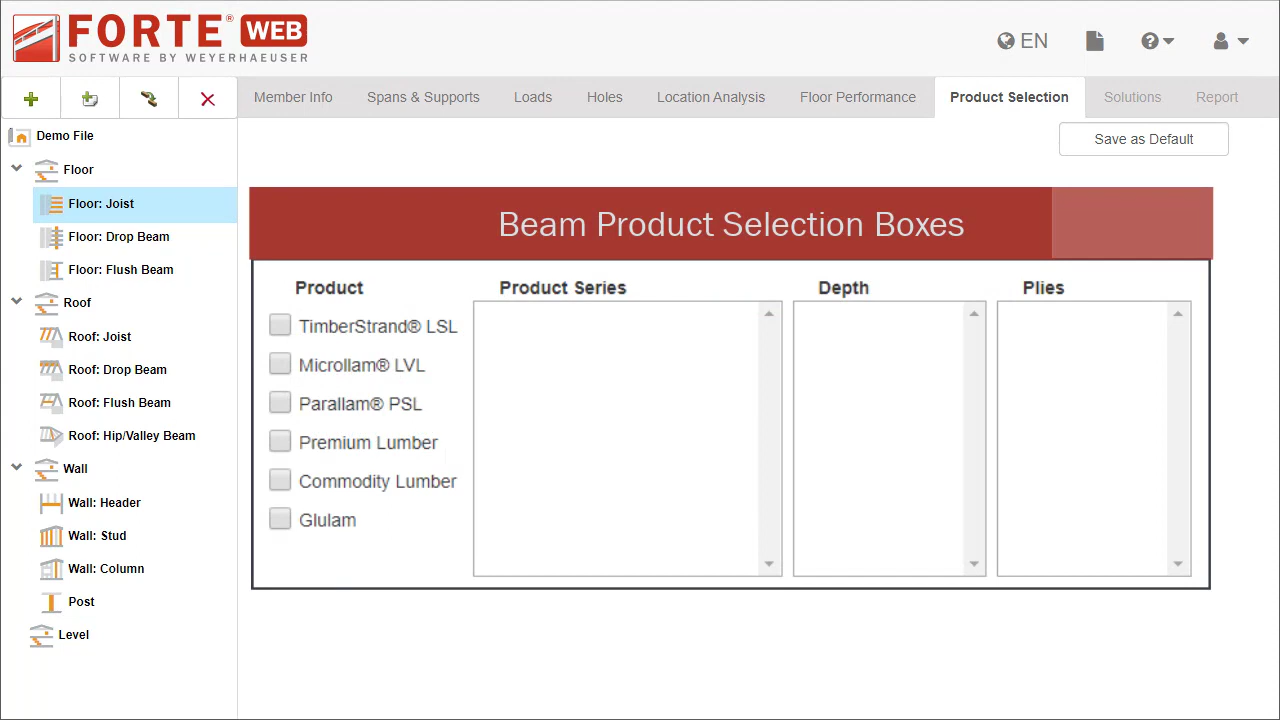 FORTE® WEB
SOFTWARE BY WEYERHAEUSER
EN
Member Info Spans & Supports Loads Holes Location Analysis Floor Performance Product Selection Solutions Report
Save as Default
Demo File
Floor
Floor: Joist
Floor: Drop Beam
Floor: Flush Beam
Roof
Roof: Joist
Roof: Drop Beam
Roof: Flush Beam
Roof: Hip/Valley Beam
Wall
Wall: Header
Wall: Stud
Wall: Column
Post
Level
Beam Product Selection Boxes
Product Product Series Depth Plies
TimberStrand® LSL
Microllam® LVL
Parallam® PSL
Premium Lumber
Commodity Lumber
Glulam